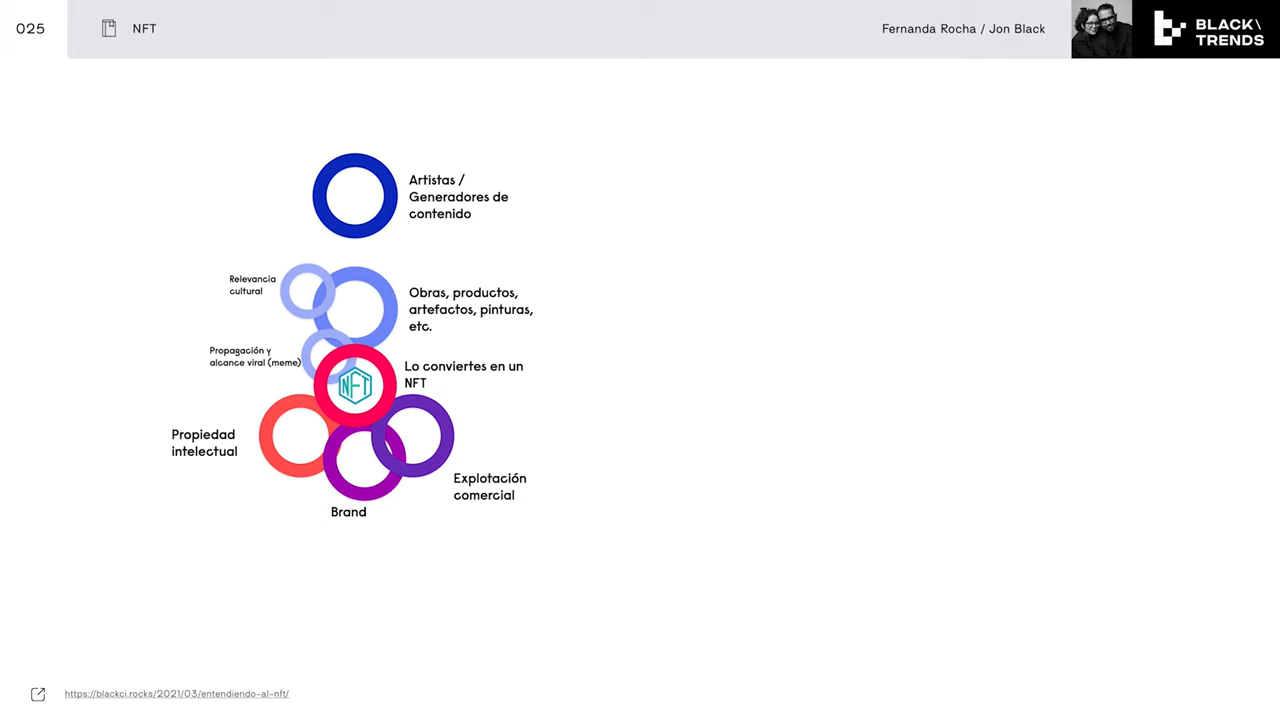 025
NFT
Fernanda Rocha / Jon Black
BLACK\
TRENDS
Artistas /
Generadores de
contenido
Relevancia
cultural
Obras, productos,
artefactos, pinturas,
etc.
Propagación y
alcance viral (meme)
Lo conviertes en un
NFT
NFT
Propiedad
intelectual
Explotación
comercial
Brand
https://blackci.rocks/2021/03/entendiendo-al-nft/